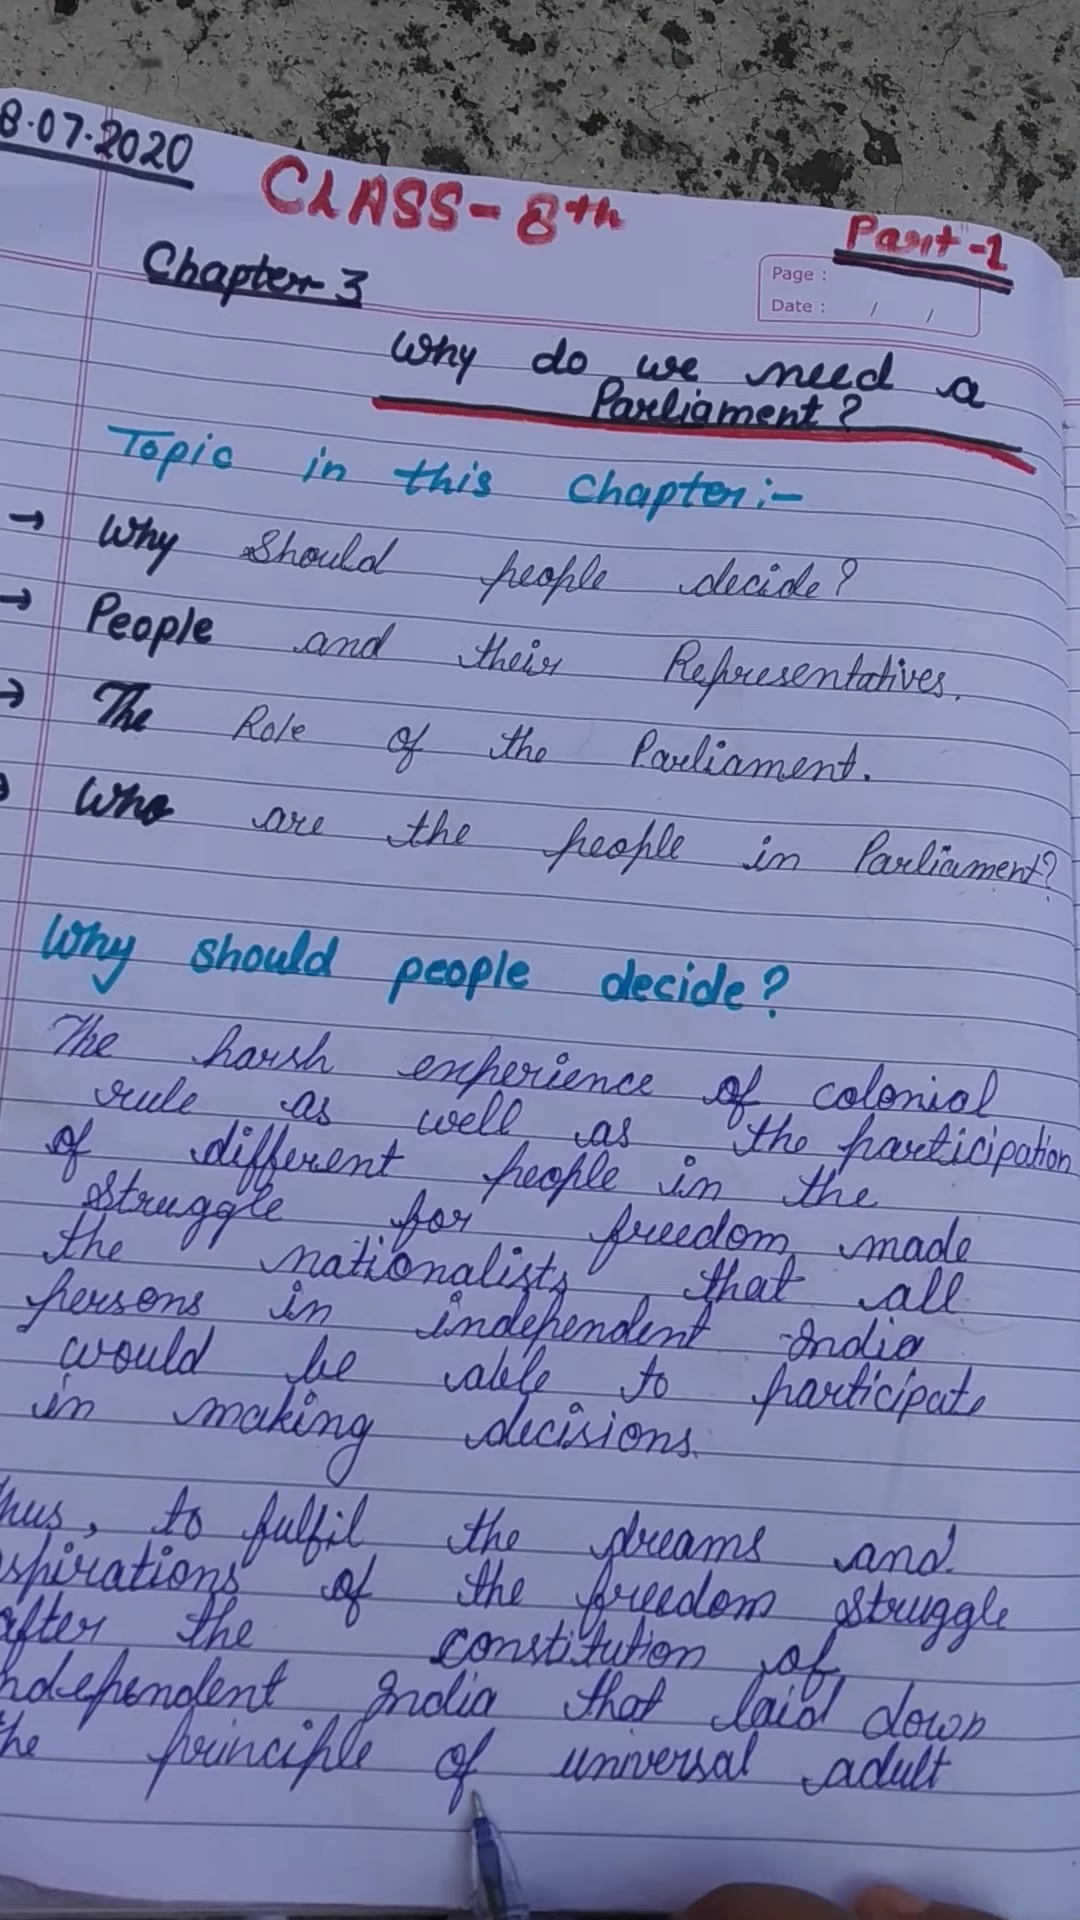 8.07.2020
CLASS-8th
Part-1
Chapter-3
Page :
Date : / /
Why do we need a
Parliament?
Topic in this Chapter:-
→ Why Should people decide?
→ People and their Representatives.
→ The Role of the Parliament.
→ Who are the people in Parliament?
Why should people decide?
The harsh experience of colonial
rule as well as the participation
of different people in the
struggle for freedom made
the nationalists that all
persons in independent India
would be able to participate
in making decisions.
hus, to fulfil the dreams and
spirations of the freedom struggle
after the constitution of
ndependent India that laid down
the principle of universal adult